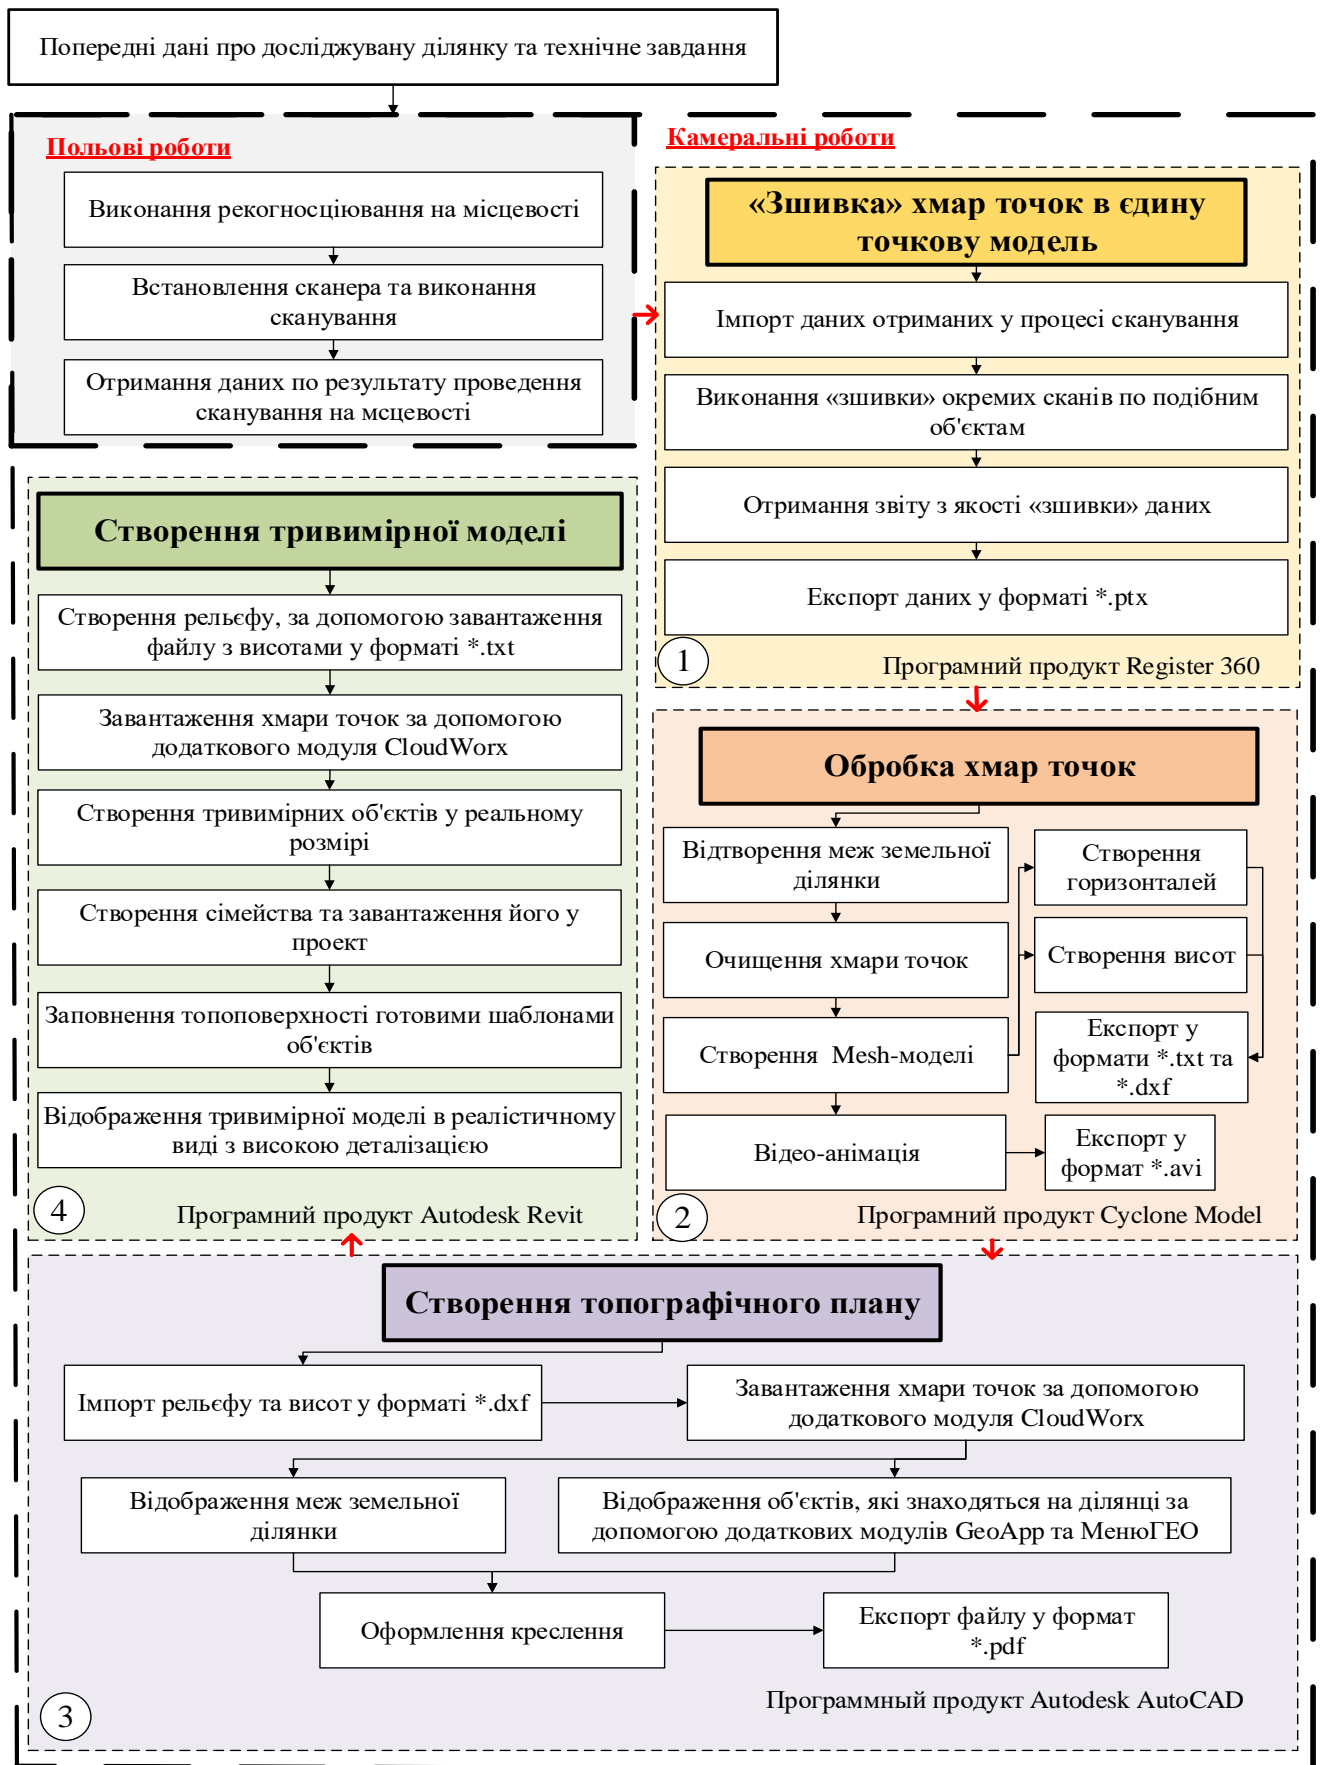 Попередні дані про досліджувану ділянку та технічне завдання
Польові роботи
Виконання рекогносціювання на місцевості
Встановлення сканера та виконання
сканування
Отримання даних по результату проведення
сканування на мсцевості
Камеральні роботи
«Зшивка» хмар точок в єдину
точкову модель
Імпорт даних отриманих у процесі сканування
Виконання «зшивки» окремих сканів по подібним
об'єктам
Отримання звіту з якості «зшивки» даних
Експорт даних у форматі *.ptx
1
Програмний продукт Register 360
Обробка хмар точок
Відтворення меж земельної
ділянки
Очищення хмари точок
Створення Mesh-моделі
Відео-анімація
Створення
горизонталей
Створення висот
Експорт у
формати *.txt та
*.dxf
Експорт у
формат *.avi
2
Програмний продукт Cyclone Model
Створення топографічного плану
Імпорт рельєфу та висот у форматі *.dxf
Завантаження хмари точок за допомогою
додаткового модуля CloudWorx
Відображення меж земельної
ділянки
Відображення об'єктів, які знаходяться на ділянці за
допомогою додаткових модулів GeoApp та МенюГЕО
Оформлення креслення
Експорт файлу у формат
*.pdf
3
Программный продукт Autodesk AutoCAD
Створення тривимірної моделі
Створення рельєфу, за допомогою завантаження
файлу з висотами у форматі *.txt
Завантаження хмари точок за допомогою
додаткового модуля CloudWorx
Створення тривимірних об'єктів у реальному
розмірі
Створення сімейства та завантаження його у
проект
Заповнення топоповерхності готовими шаблонами
об'єктів
Відображення тривимірної моделі в реалістичному
виді з високою деталізацією
4
Програмний продукт Autodesk Revit